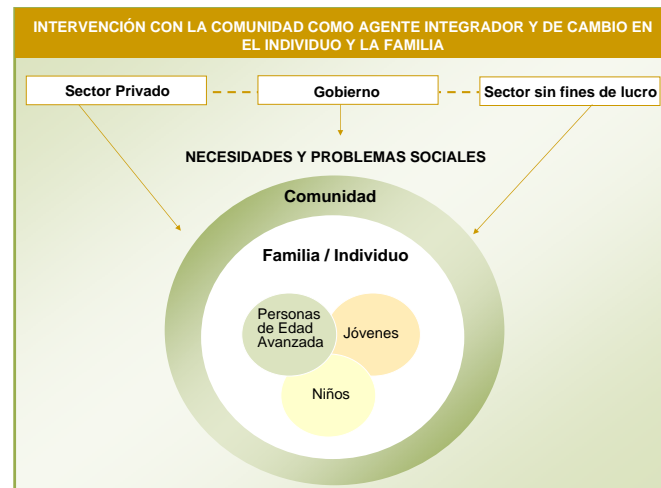 INTERVENCIÓN CON LA COMUNIDAD COMO AGENTE INTEGRADOR Y DE CAMBIO EN
EL INDIVIDUO Y LA FAMILIA
Sector Privado
Gobierno
Sector sin fines de lucro
NECESIDADES Y PROBLEMAS SOCIALES
Comunidad
Familia / Individuo
Personas
de Edad
Avanzada
Jóvenes
Niños